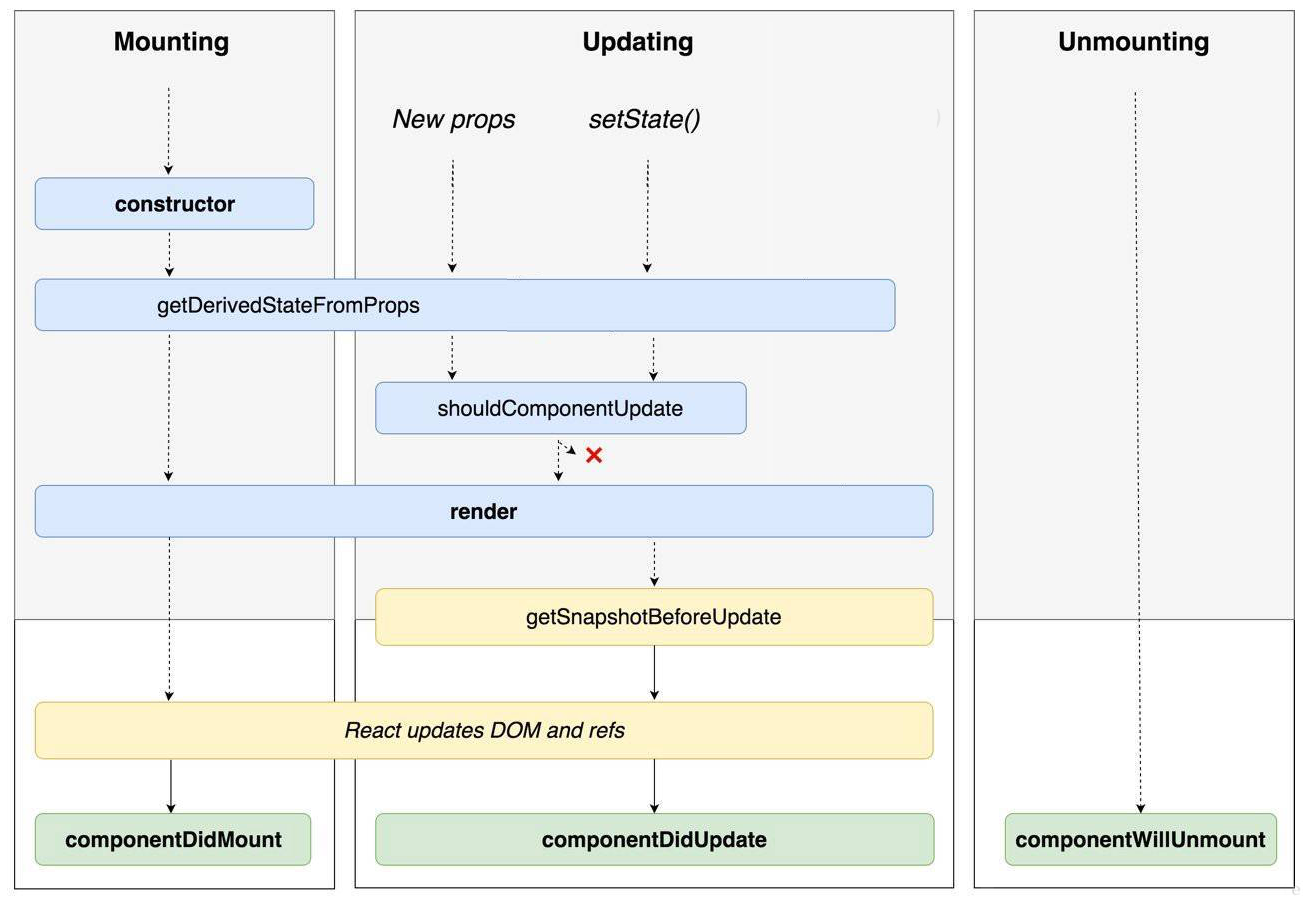 Mounting
Updating
Unmounting
New props
setState()
constructor
getDerivedStateFromProps
shouldComponentUpdate
render
getSnapshotBeforeUpdate
React updates DOM and refs
componentDidMount
componentDidUpdate
componentWillUnmount